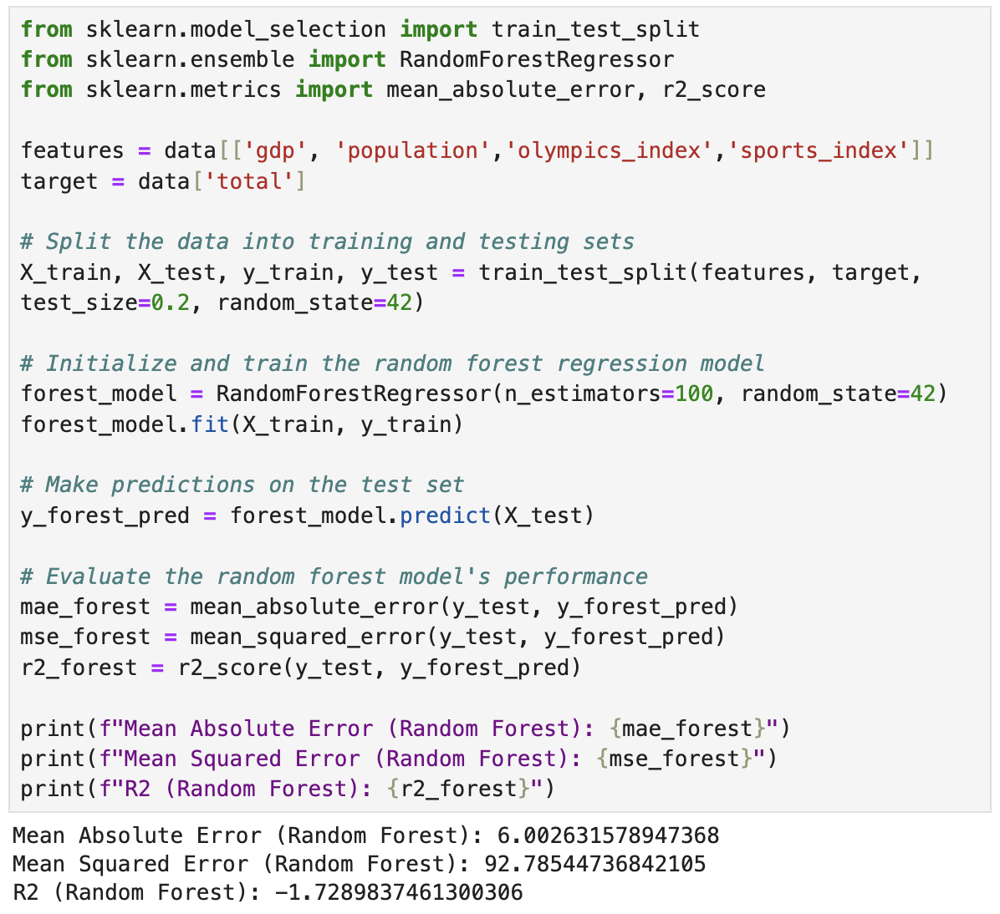 from sklearn.model_selection import train_test_split
from sklearn.ensemble import RandomForestRegressor
from sklearn.metrics import mean_absolute_error, r2_score
features = data[['gdp', 'population','olympics_index','sports_index']]
target = data['total']
# Split the data into training and testing sets
X_train, X_test, y_train, y_test = train_test_split(features, target,
test_size=0.2, random_state=42)
# Initialize and train the random forest regression model
forest_model = RandomForestRegressor(n_estimators=100, random_state=42)
forest_model.fit(X_train, y_train)
# Make predictions on the test set
y_forest_pred = forest_model.predict(X_test)
# Evaluate the random forest model's performance
mae_forest = mean_absolute_error(y_test, y_forest_pred)
mse_forest = mean_squared_error(y_test, y_forest_pred)
r2_forest = r2_score(y_test, y_forest_pred)
print(f"Mean Absolute Error (Random Forest): {mae_forest}")
print(f"Mean Squared Error (Random Forest): {mse_forest}")
print(f"R2 (Random Forest): {r2_forest}")
Mean Absolute Error (Random Forest): 6.002631578947368
Mean Squared Error (Random Forest): 92.78544736842105
R2 (Random Forest): -1.7289837461300306